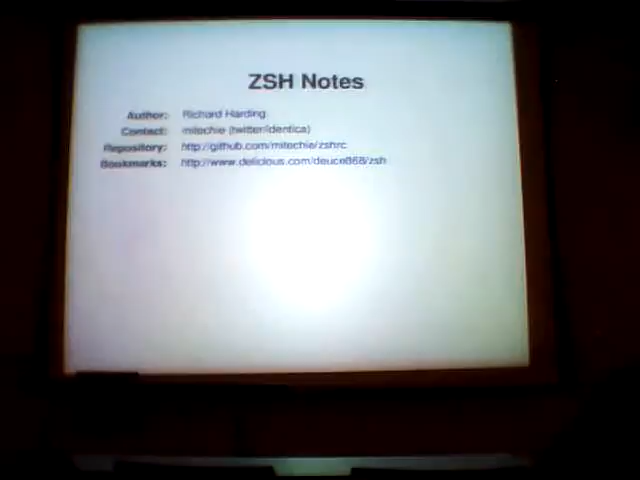 ZSH Notes
Author: Richard Harding
Contact: mitechie (twitter/identica)
Repository: http://github.com/mitechie/zshrc
Bookmarks: http://www.delicious.com/deuce868/zsh